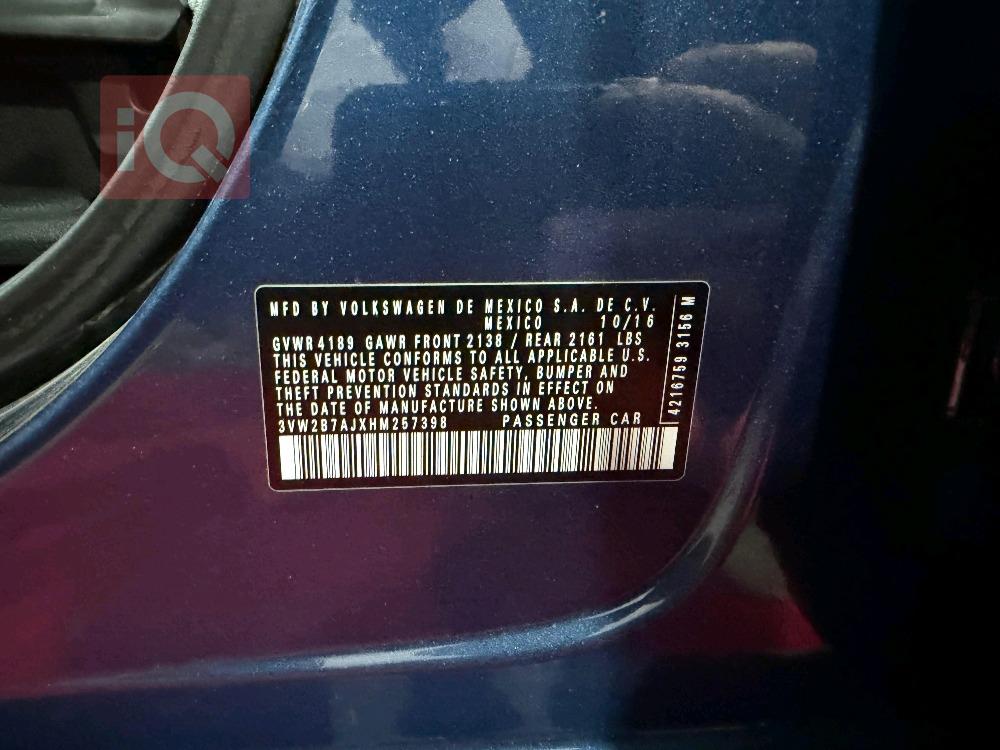 iQ
MFD BY VOLKSWAGEN DE MEXICO S.A. DE C.V.
MEXICO 10/16
GVWR 4189 GAWR FRONT 2138 / REAR 2161 LBS
THIS VEHICLE CONFORMS TO ALL APPLICABLE U.S.
FEDERAL MOTOR VEHICLE SAFETY, BUMPER AND
THEFT PREVENTION STANDARDS IN EFFECT ON
THE DATE OF MANUFACTURE SHOWN ABOVE.
3VW2B7AJXHM257398 PASSENGER CAR
4216759 3156 M